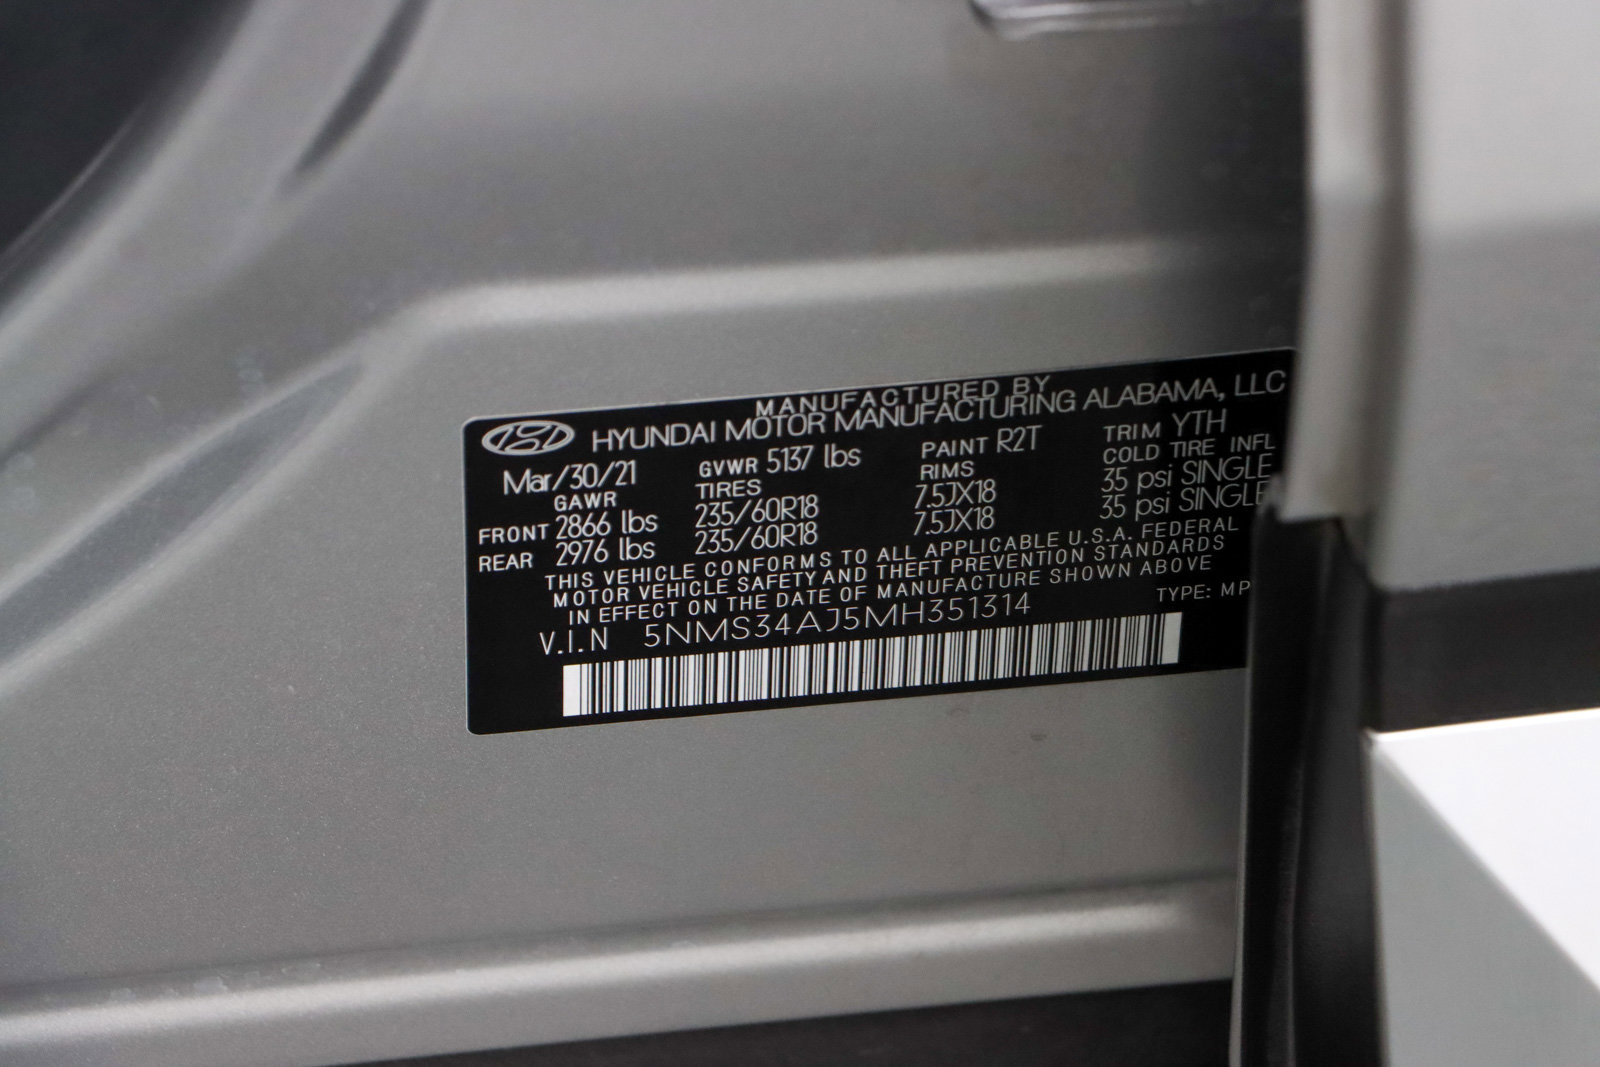 MANUFACTURED BY
HYUNDAI MOTOR MANUFACTURING ALABAMA, LLC
Mar/30/21 GVWR 5137 lbs PAINT R2T TRIM YTH
GAWR TIRES RIMS COLD TIRE INFL
FRONT 2866 lbs 235/60R18 7.5JX18 35 psi SINGLE
REAR 2976 lbs 235/60R18 7.5JX18 35 psi SINGLE
THIS VEHICLE CONFORMS TO ALL APPLICABLE U.S.A. FEDERAL
MOTOR VEHICLE SAFETY AND THEFT PREVENTION STANDARDS
IN EFFECT ON THE DATE OF MANUFACTURE SHOWN ABOVE
V.I.N 5NMS34AJ5MH351314 TYPE: MP